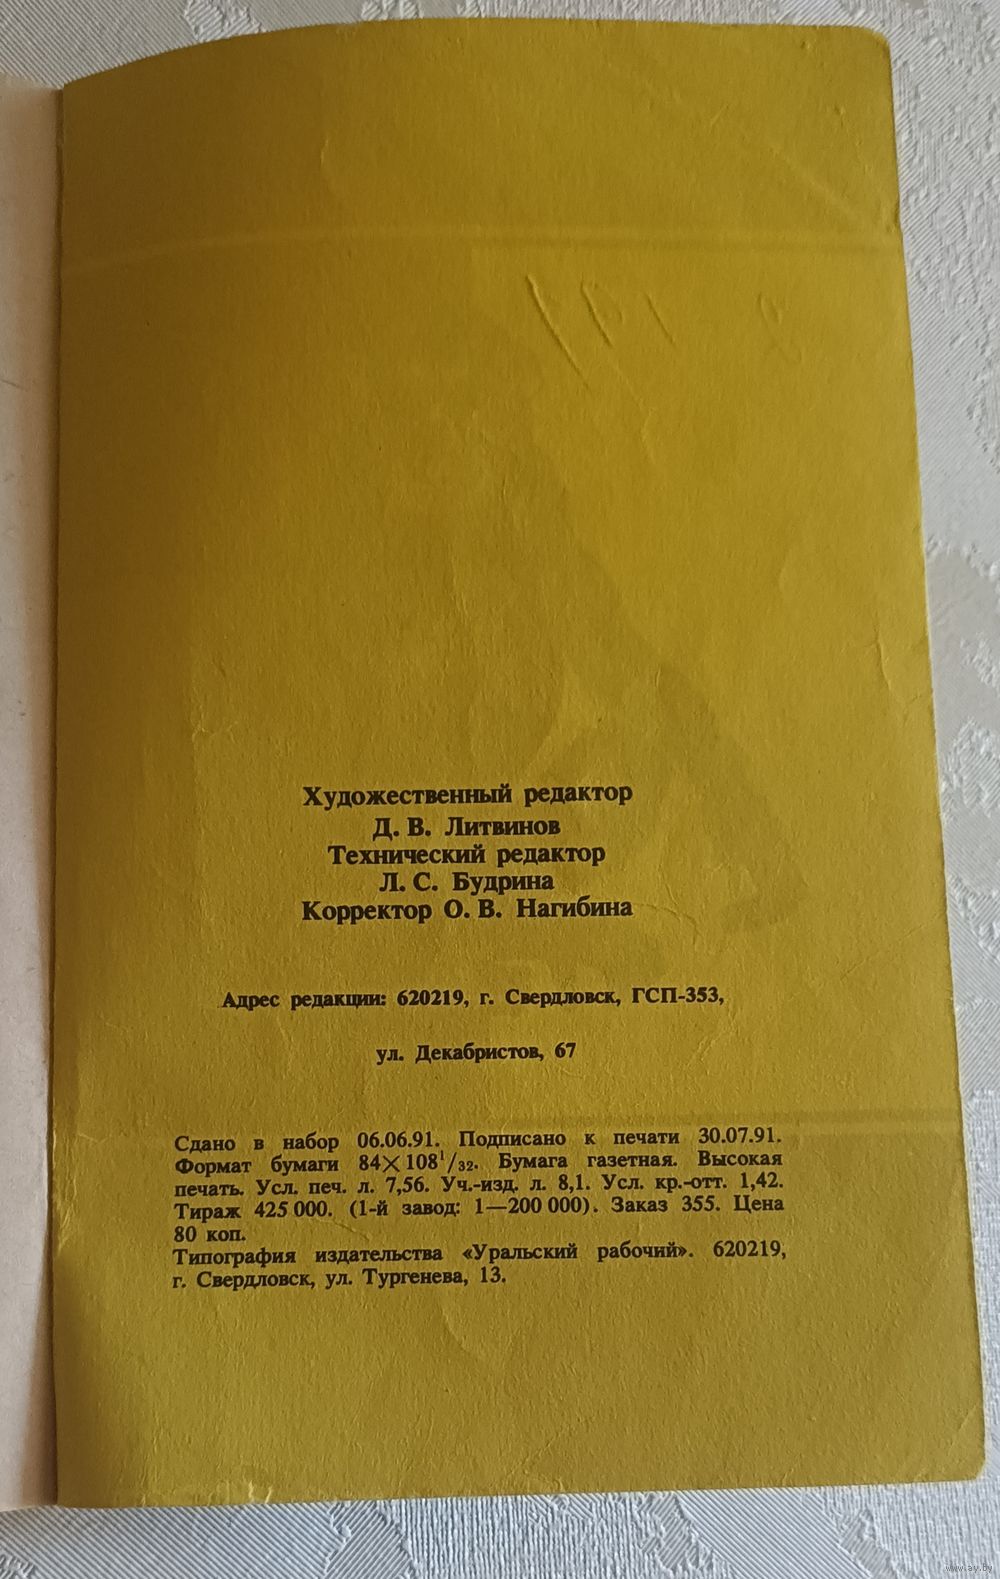 Художественный редактор
Д. В. Литвинов
Технический редактор
Л. С. Будрина
Корректор О. В. Нагибина
Адрес редакции: 620219, г. Свердловск, ГСП-353,
ул. Декабристов, 67
Сдано в набор 06.06.91. Подписано к печати 30.07.91.
Формат бумаги 84×108¹/₃₂. Бумага газетная. Высокая
печать. Усл. печ. л. 7,56. Уч.-изд. л. 8,1. Усл. кр.-отт. 1,42.
Тираж 425 000. (1-й завод: 1—200 000). Заказ 355. Цена
80 коп.
Типография издательства «Уральский рабочий». 620219,
г. Свердловск, ул. Тургенева, 13.
www.ay.by